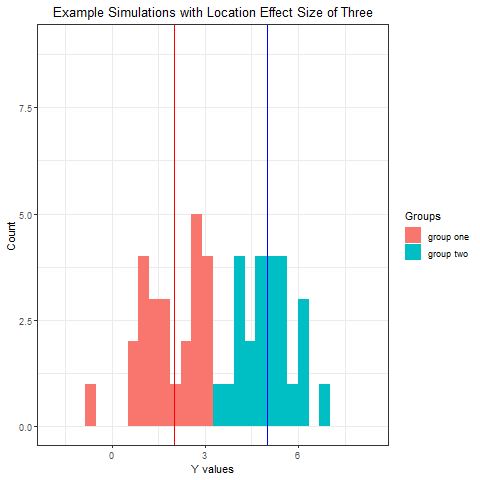 Example Simulations with Location Effect Size of Three
7.5
5.0
2.5
0.0
Count
0 3 6
Y values
Groups
group one
group two